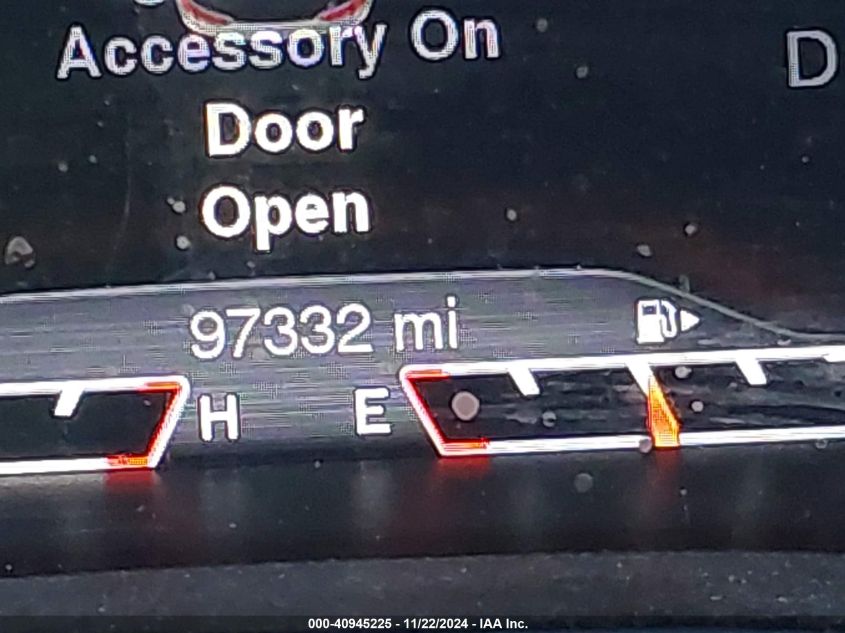 Accessory On
D
Door
Open
97332 mi
H
E
000-40945225 - 11/22/2024 - IAA Inc.